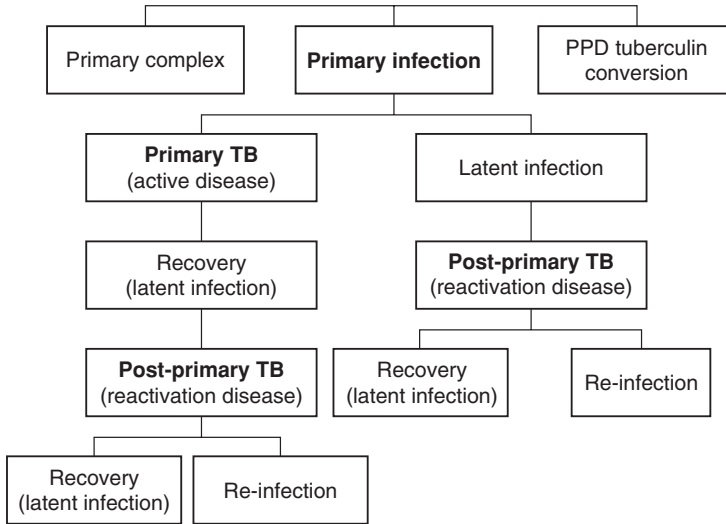 Primary complex
Primary infection
PPD tuberculin
conversion
Primary TB
(active disease)
Latent infection
Recovery
(latent infection)
Post-primary TB
(reactivation disease)
Post-primary TB
(reactivation disease)
Recovery
(latent infection)
Re-infection
Recovery
(latent infection)
Re-infection